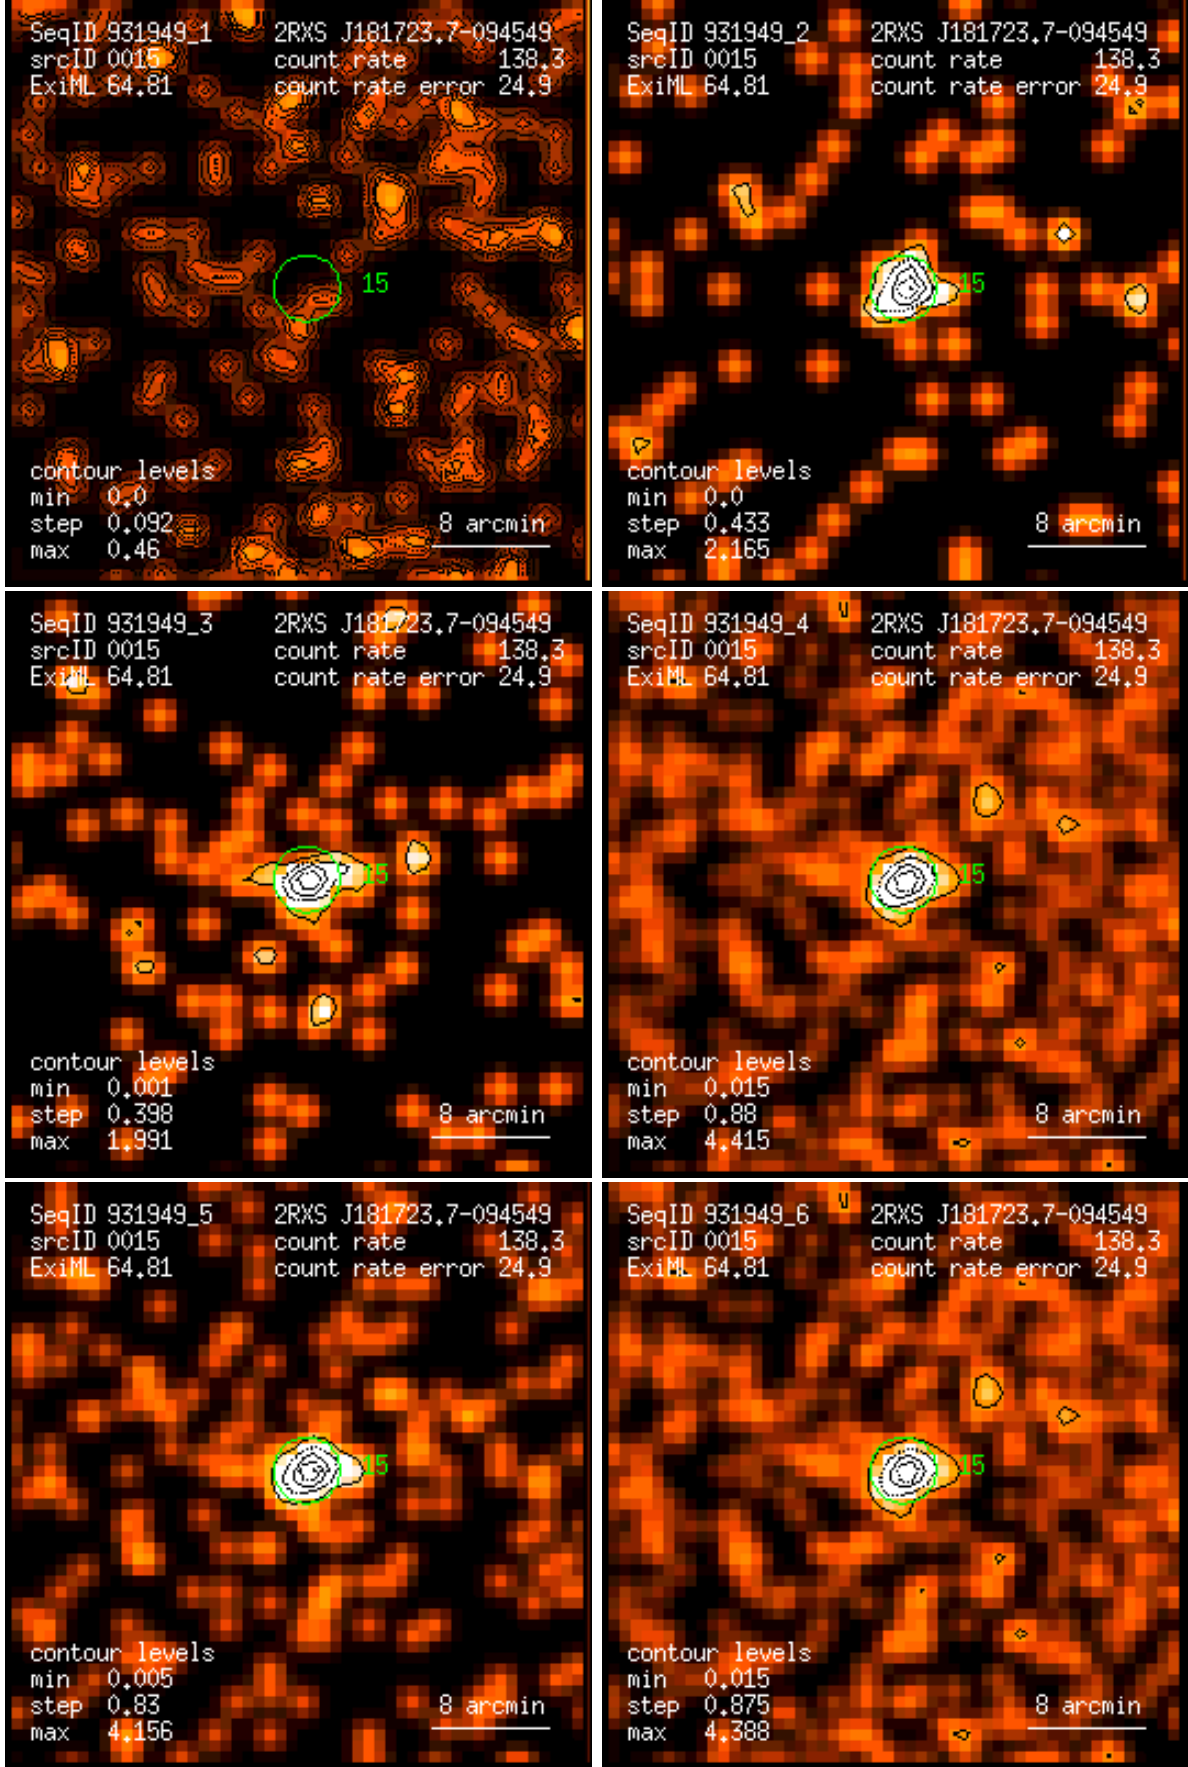 SeqID 931949_1 2RXS J181723.7-094549
srcID 0015 count rate 138.3
ExiML 64.81 count rate error 24.9
15
contour levels
min 0.0
step 0.092 8 arcmin
max 0.46
SeqID 931949_2 2RXS J181723.7-094549
srcID 0015 count rate 138.3
ExiML 64.81 count rate error 24.9
15
contour levels
min 0.0
step 0.433 8 arcmin
max 2.165
SeqID 931949_3 2RXS J181723.7-094549
srcID 0015 count rate 138.3
ExiML 64.81 count rate error 24.9
15
contour levels
min 0.001
step 0.398 8 arcmin
max 1.991
SeqID 931949_4 2RXS J181723.7-094549
srcID 0015 count rate 138.3
ExiML 64.81 count rate error 24.9
15
contour levels
min 0.015
step 0.88 8 arcmin
max 4.415
SeqID 931949_5 2RXS J181723.7-094549
srcID 0015 count rate 138.3
ExiML 64.81 count rate error 24.9
15
contour levels
min 0.005
step 0.83 8 arcmin
max 4.156
SeqID 931949_6 2RXS J181723.7-094549
srcID 0015 count rate 138.3
ExiML 64.81 count rate error 24.9
15
contour levels
min 0.015
step 0.875 8 arcmin
max 4.388